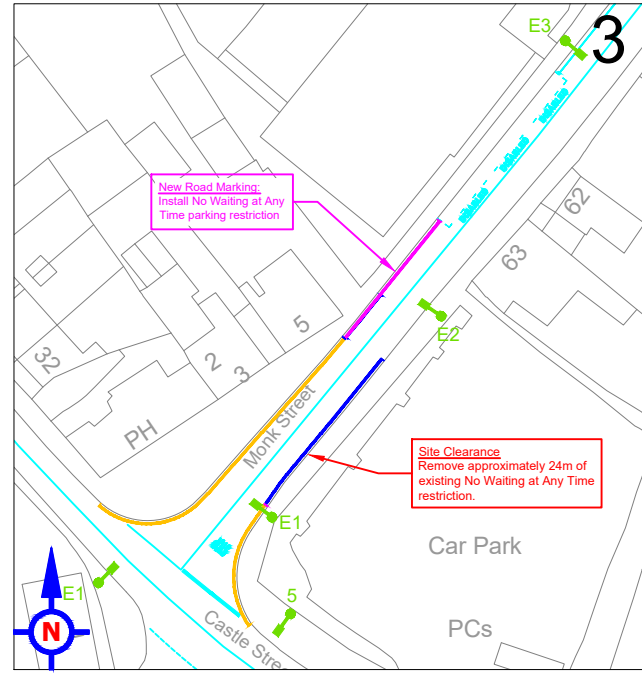 3
E3
New Road Marking:
Install No Waiting at Any
Time parking restriction
62
63
E2
5
32
2
3
PH
Monk Street
Site Clearance
Remove approximately 24m of
existing No Waiting at Any Time
restriction.
E1
Car Park
E1
5
N
Castle Stree
PCs